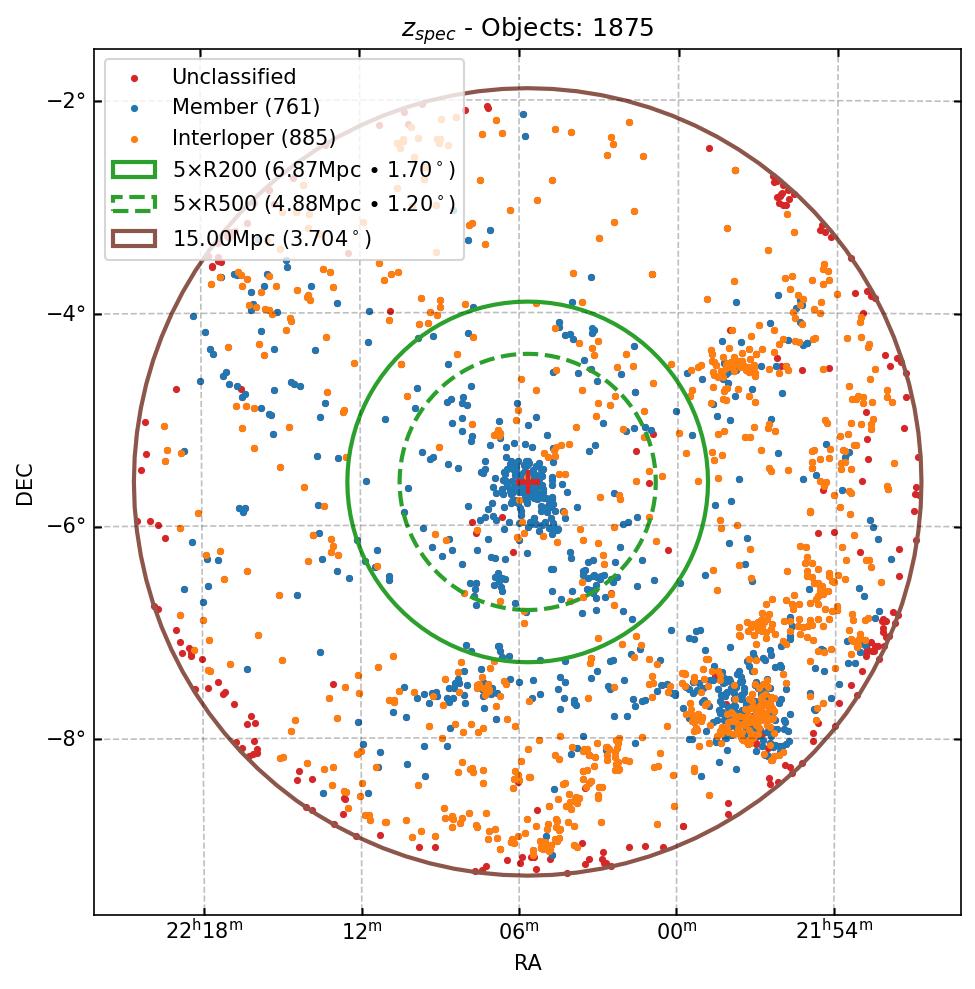 z_spec - Objects: 1875
Unclassified
Member (761)
Interloper (885)
5×R200 (6.87Mpc • 1.70°)
5×R500 (4.88Mpc • 1.20°)
15.00Mpc (3.704°)
−2°
−4°
−6°
−8°
DEC
22ʰ18ᵐ 12ᵐ 06ᵐ 00ᵐ 21ʰ54ᵐ
RA